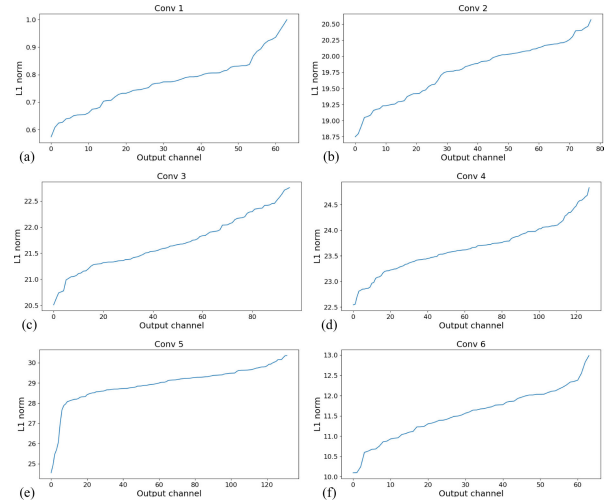 Conv 1
1.0
0.9
0.8
0.7
0.6
L1 norm
0 10 20 30 40 50 60
(a) Output channel
Conv 2
20.50
20.25
20.00
19.75
19.50
19.25
19.00
18.75
L1 norm
0 10 20 30 40 50 60 70 80
(b) Output channel
Conv 3
22.5
22.0
21.5
21.0
20.5
L1 norm
0 20 40 60 80
(c) Output channel
Conv 4
24.5
24.0
23.5
23.0
22.5
L1 norm
0 20 40 60 80 100 120
(d) Output channel
Conv 5
30
29
28
27
26
25
L1 norm
0 20 40 60 80 100 120
(e) Output channel
Conv 6
13.0
12.5
12.0
11.5
11.0
10.5
10.0
L1 norm
0 10 20 30 40 50 60
(f) Output channel